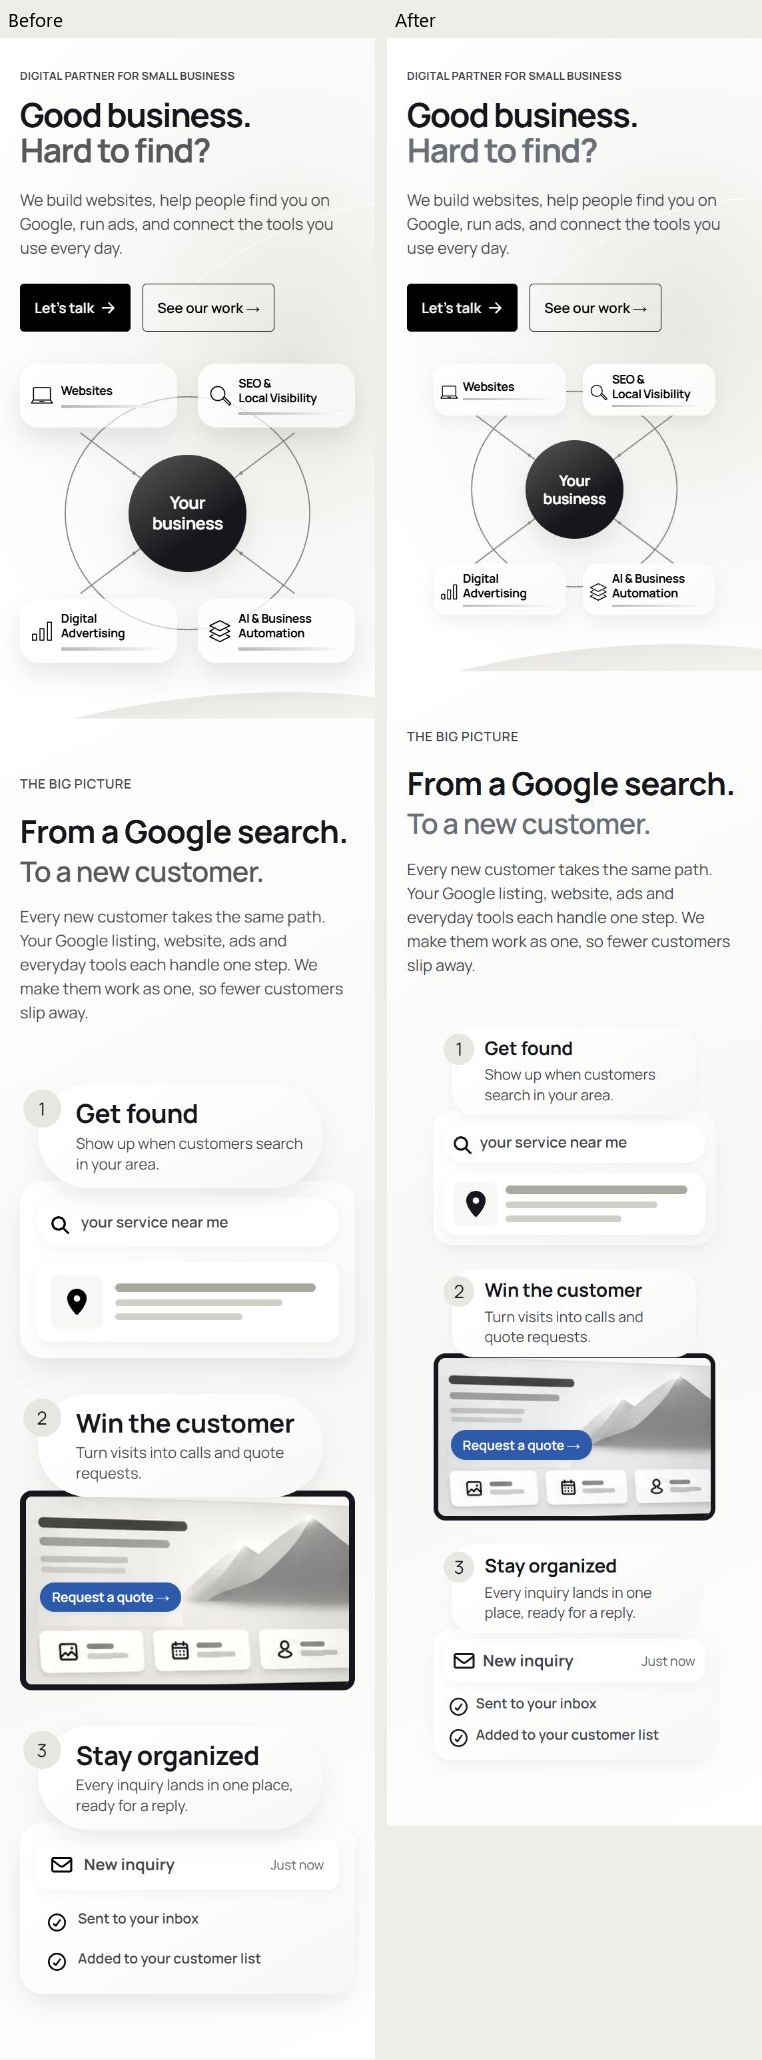 Before
DIGITAL PARTNER FOR SMALL BUSINESS
Good business.
Hard to find?
We build websites, help people find you on
Google, run ads, and connect the tools you
use every day.
Let's talk →
See our work →
Websites
SEO &
Local Visibility
Your
business
Digital
Advertising
AI & Business
Automation
THE BIG PICTURE
From a Google search.
To a new customer.
Every new customer takes the same path.
Your Google listing, website, ads and
everyday tools each handle one step. We
make them work as one, so fewer customers
slip away.
1
Get found
Show up when customers search
in your area.
your service near me
2
Win the customer
Turn visits into calls and quote
requests.
Request a quote →
3
Stay organized
Every inquiry lands in one place,
ready for a reply.
New inquiry
Just now
Sent to your inbox
Added to your customer list
After
DIGITAL PARTNER FOR SMALL BUSINESS
Good business.
Hard to find?
We build websites, help people find you on
Google, run ads, and connect the tools you
use every day.
Let's talk →
See our work →
Websites
SEO &
Local Visibility
Your
business
Digital
Advertising
AI & Business
Automation
THE BIG PICTURE
From a Google search.
To a new customer.
Every new customer takes the same path.
Your Google listing, website, ads and
everyday tools each handle one step. We
make them work as one, so fewer customers
slip away.
1
Get found
Show up when customers
search in your area.
your service near me
2
Win the customer
Turn visits into calls and
quote requests.
Request a quote →
3
Stay organized
Every inquiry lands in one
place, ready for a reply.
New inquiry
Just now
Sent to your inbox
Added to your customer list